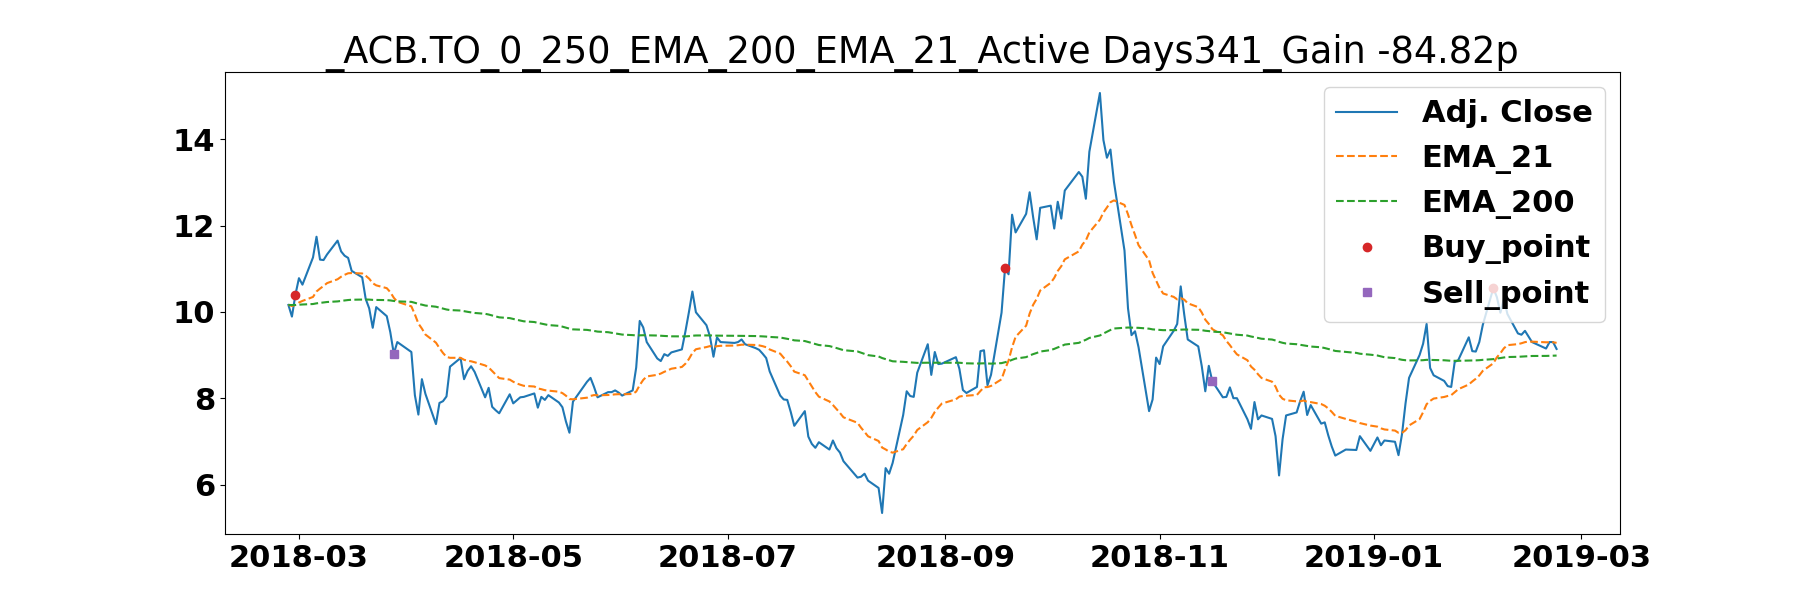 _ACB.TO_0_250_EMA_200_EMA_21_Active Days341_Gain -84.82p
Adj. Close
EMA_21
EMA_200
Buy_point
Sell_point
14
12
10
8
6
2018-03 2018-05 2018-07 2018-09 2018-11 2019-01 2019-03